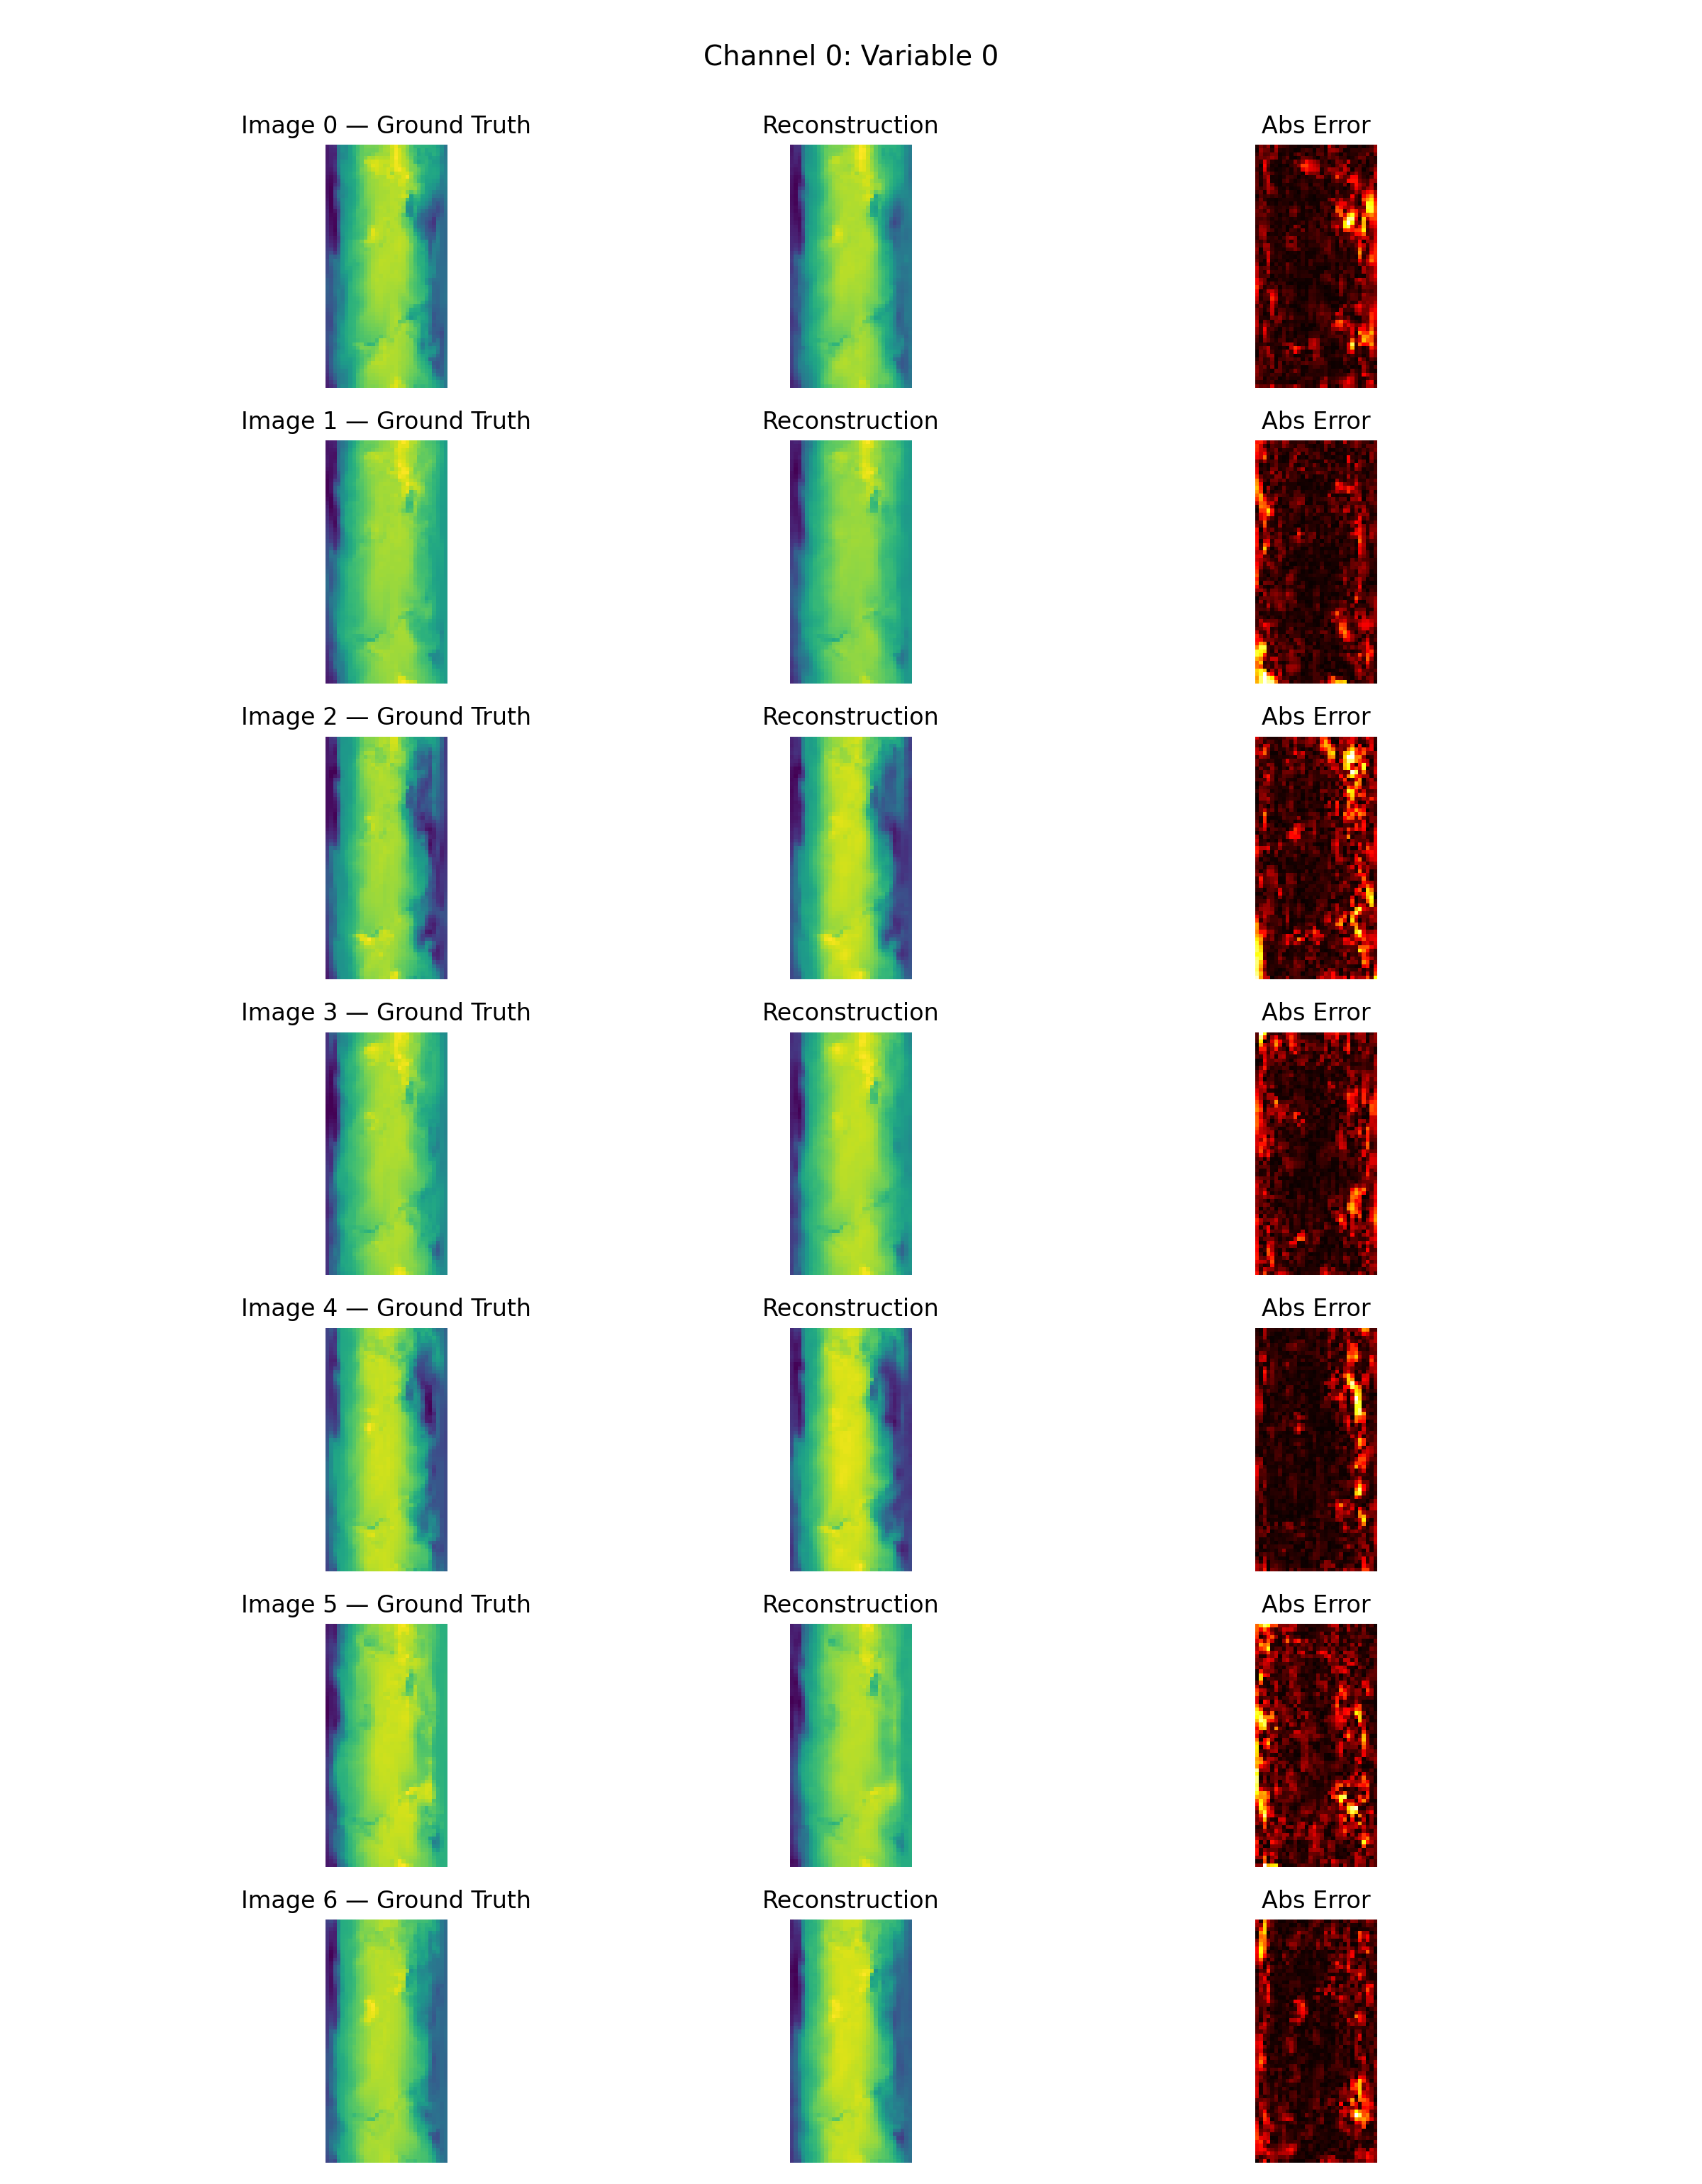 Channel 0: Variable 0
Image 0 — Ground Truth
Reconstruction
Abs Error
Image 1 — Ground Truth
Reconstruction
Abs Error
Image 2 — Ground Truth
Reconstruction
Abs Error
Image 3 — Ground Truth
Reconstruction
Abs Error
Image 4 — Ground Truth
Reconstruction
Abs Error
Image 5 — Ground Truth
Reconstruction
Abs Error
Image 6 — Ground Truth
Reconstruction
Abs Error